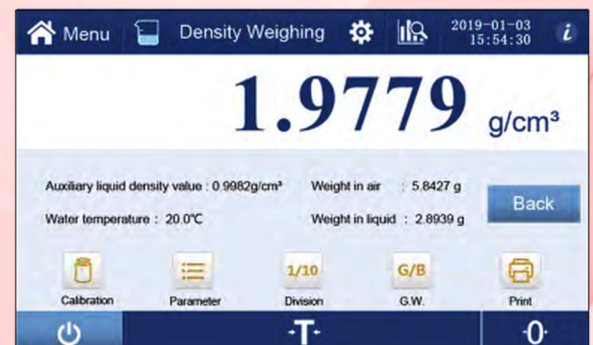 Menu Density Weighing 2019-01-03 15:54:30 i
1.9779 g/cm³
Auxiliary liquid density value : 0.9982g/cm³ Weight in air : 5.8427 g
Water temperature : 20.0℃ Weight in liquid : 2.8939 g
Back
1/10 G/B
Calibration Parameter Division G.W. Print
·T· ·0·